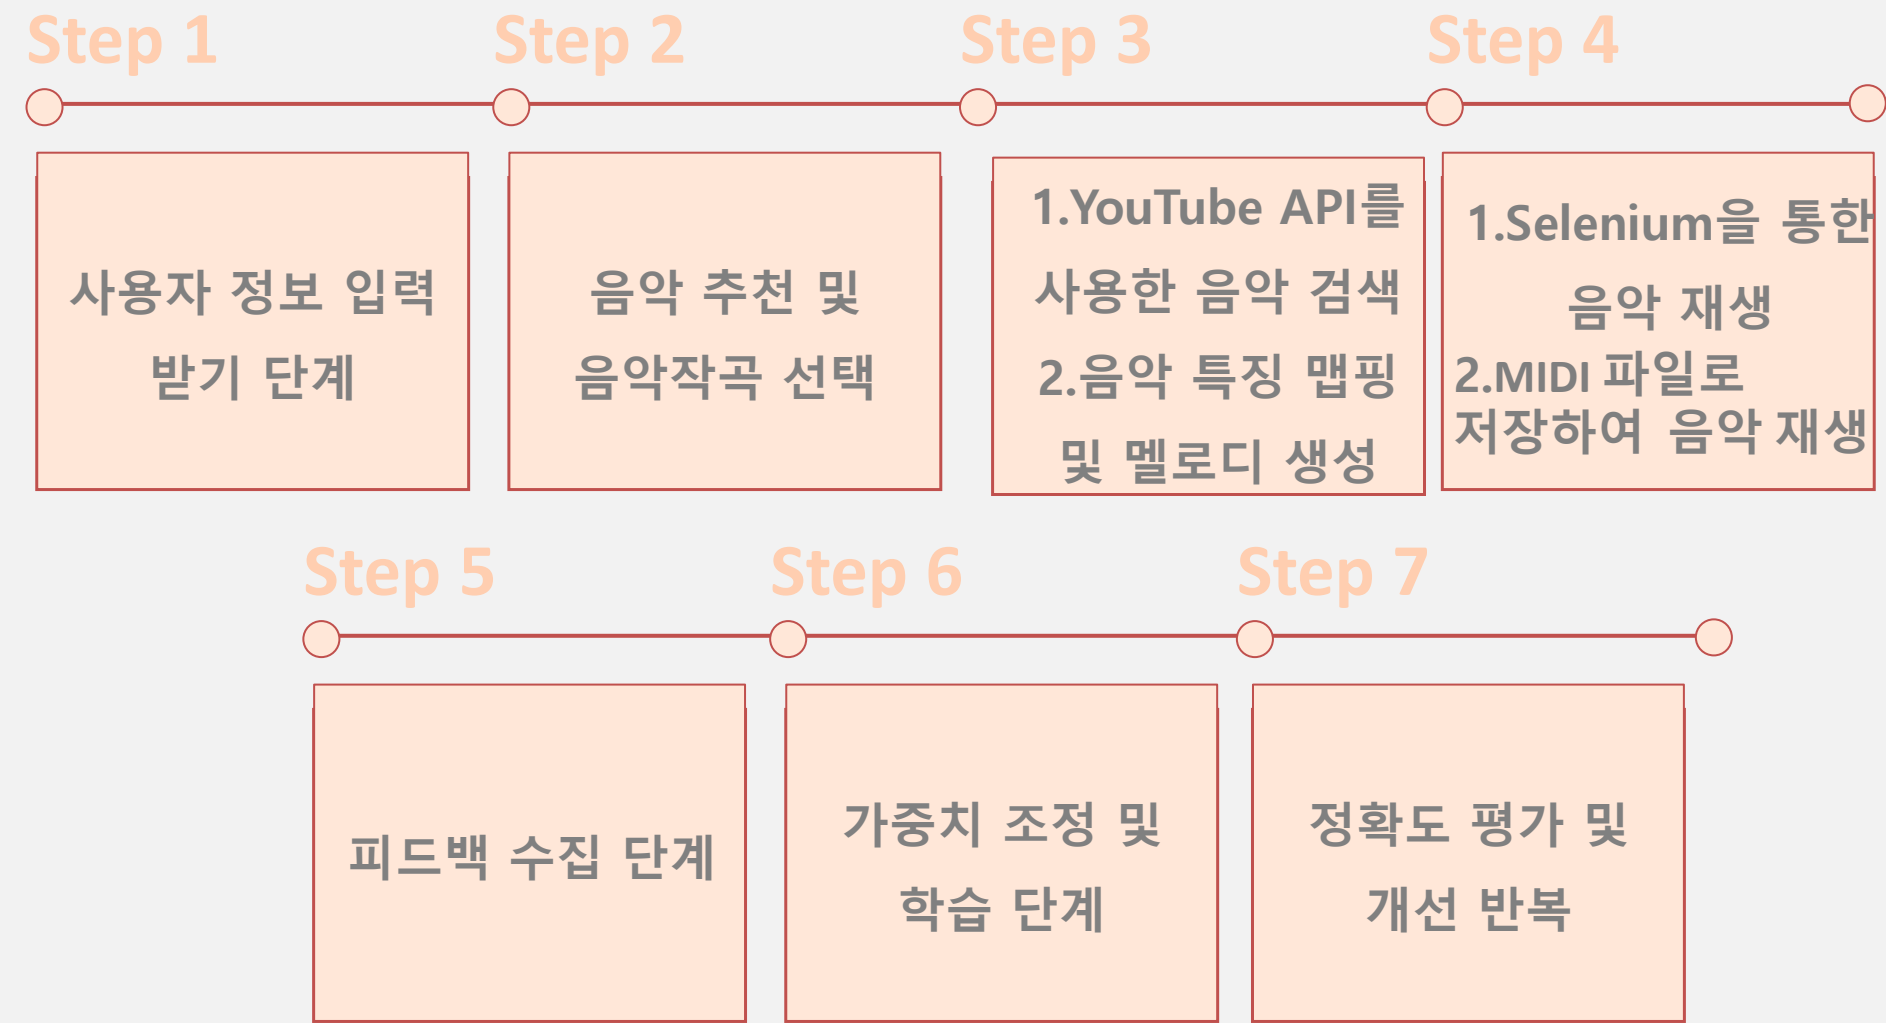 Step 1
Step 2
Step 3
Step 4
사용자 정보 입력
받기 단계
음악 추천 및
음악작곡 선택
1.YouTube API를
사용한 음악 검색
2.음악 특징 맵핑
및 멜로디 생성
1.Selenium을 통한
음악 재생
2.MIDI 파일로
저장하여 음악 재생
Step 5
Step 6
Step 7
피드백 수집 단계
가중치 조정 및
학습 단계
정확도 평가 및
개선 반복